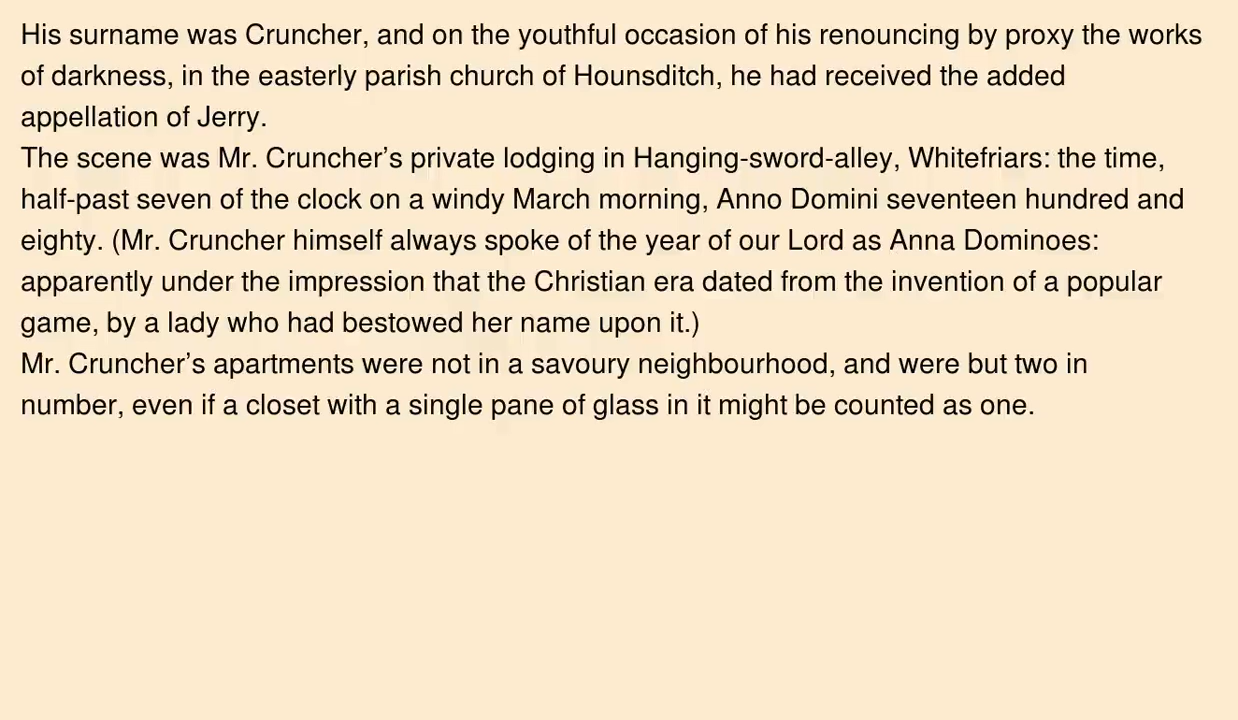 His surname was Cruncher, and on the youthful occasion of his renouncing by proxy the works
of darkness, in the easterly parish church of Hounsditch, he had received the added
appellation of Jerry.
The scene was Mr. Cruncher’s private lodging in Hanging-sword-alley, Whitefriars: the time,
half-past seven of the clock on a windy March morning, Anno Domini seventeen hundred and
eighty. (Mr. Cruncher himself always spoke of the year of our Lord as Anna Dominoes:
apparently under the impression that the Christian era dated from the invention of a popular
game, by a lady who had bestowed her name upon it.)
Mr. Cruncher’s apartments were not in a savoury neighbourhood, and were but two in
number, even if a closet with a single pane of glass in it might be counted as one.